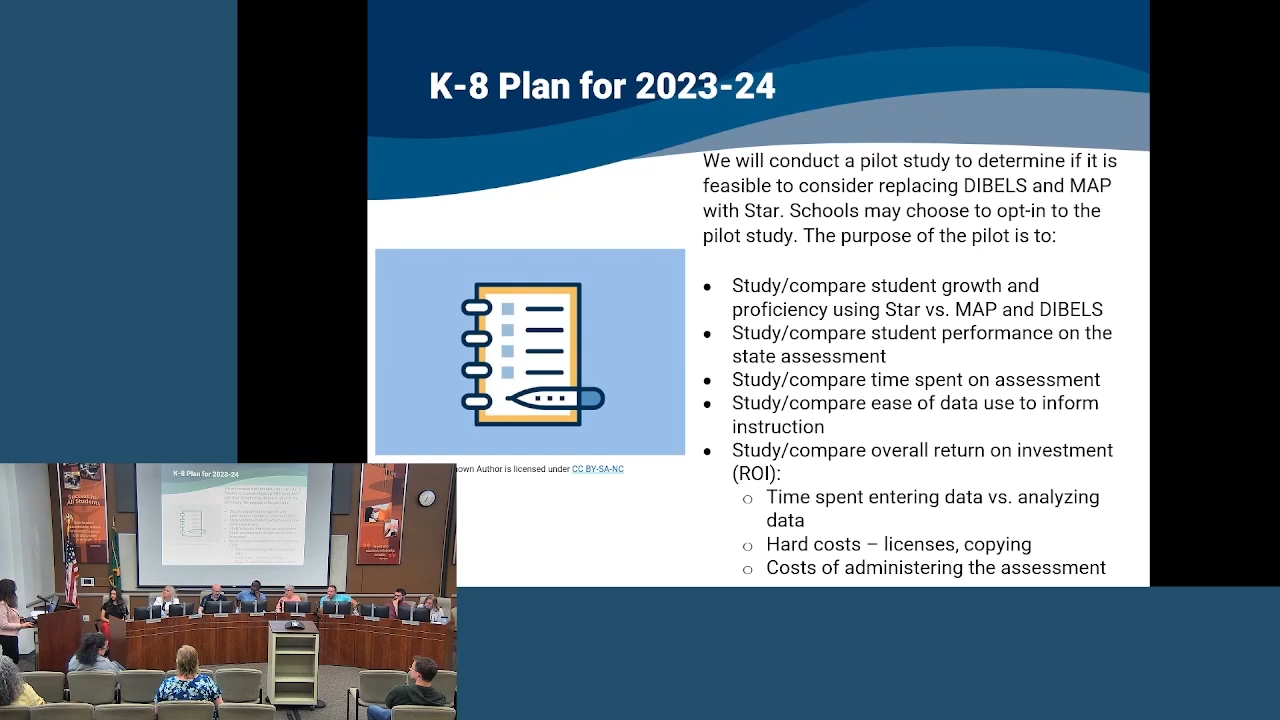 K-8 Plan for 2023-24
We will conduct a pilot study to determine if it is
feasible to consider replacing DIBELS and MAP
with Star. Schools may choose to opt-in to the
pilot study. The purpose of the pilot is to:
• Study/compare student growth and
proficiency using Star vs. MAP and DIBELS
• Study/compare student performance on the
state assessment
• Study/compare time spent on assessment
• Study/compare ease of data use to inform
instruction
• Study/compare overall return on investment
(ROI):
o Time spent entering data vs. analyzing
data
o Hard costs – licenses, copying
o Costs of administering the assessment
own Author is licensed under CC BY-SA-NC
K-8 Plan for 2023-24
Success for
All Students